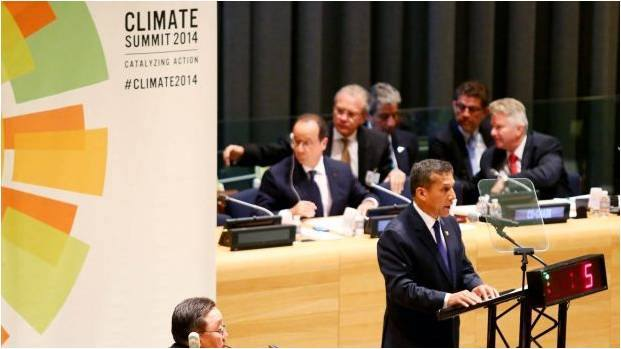 CLIMATE
SUMMIT 2014
CATALYZING ACTION
#CLIMATE2014
5